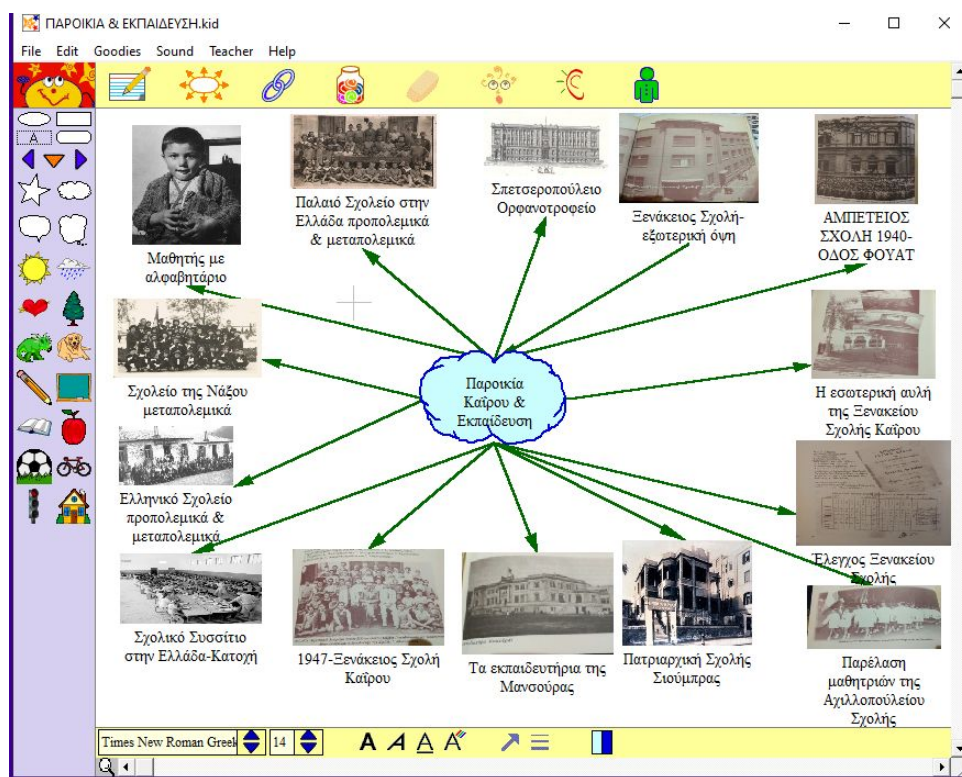 ΠΑΡΟΙΚΙΑ & ΕΚΠΑΙΔΕΥΣΗ.kid
File Edit Goodies Sound Teacher Help
A
Μαθητής με
αλφαβητάριο
Παλαιό Σχολείο στην
Ελλάδα προπολεμικά
& μεταπολεμικά
Σπετσεροπούλειο
Ορφανοτροφείο
Ξενάκειος Σχολή-
εξωτερική όψη
ΑΜΠΕΤΕΙΟΣ
ΣΧΟΛΗ 1940-
ΟΔΟΣ ΦΟΥΑΤ
Σχολείο της Νάξου
μεταπολεμικά
Παροικία
Καΐρου &
Εκπαίδευση
Η εσωτερική αυλή
της Ξενακείου
Σχολής Καΐρου
Ελληνικό Σχολείο
προπολεμικά &
μεταπολεμικά
Έλεγχος Ξενακείου
Σχολής
Σχολικό Συσσίτιο
στην Ελλάδα-Κατοχή
1947-Ξενάκειος Σχολή
Καΐρου
Τα εκπαιδευτήρια της
Μανσούρας
Πατριαρχική Σχολής
Σιούμπρας
Παρέλαση
μαθητριών της
Αχιλλοπούλείου
Σχολής
Times New Roman Greek 14 A A A A